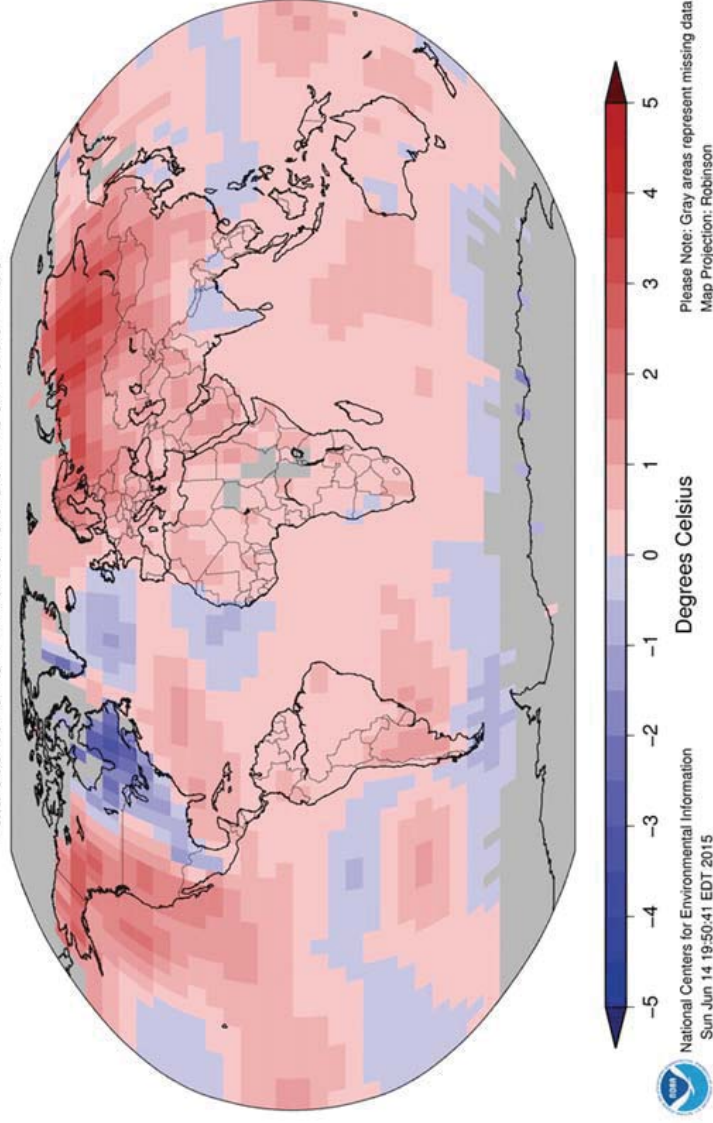 −5 −4 −3 −2 −1 0 1 2 3 4 5
Degrees Celsius
National Centers for Environmental Information
Sun Jun 14 19:50:41 EDT 2015
Please Note: Gray areas represent missing data
Map Projection: Robinson
NOAA